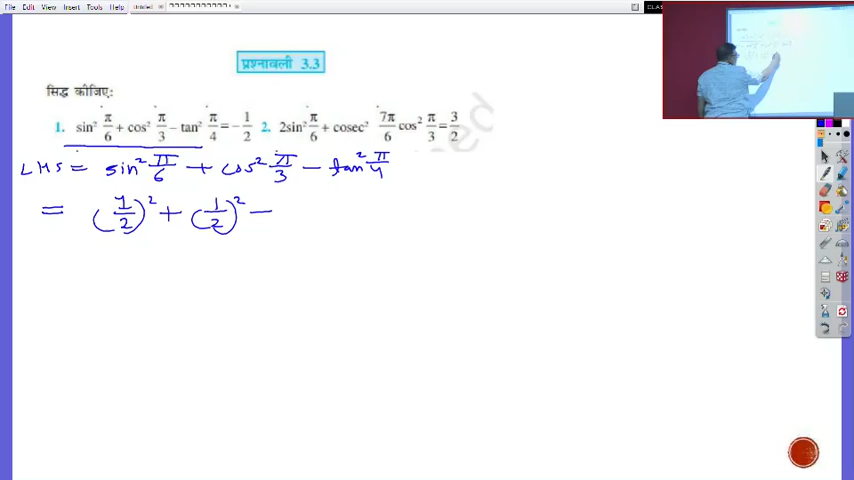 File Edit View Insert Tools Help Untitled ????????????
प्रश्नावली 3.3
सिद्ध कीजिए:
1. sin² π/6 + cos² π/3 – tan² π/4 = – 1/2 2. 2sin² π/6 + cosec² 7π/6 cos² π/3 = 3/2
LHS = sin² π/6 + cos² π/3 – tan² π/4
= (1/2)² + (1/2)² –